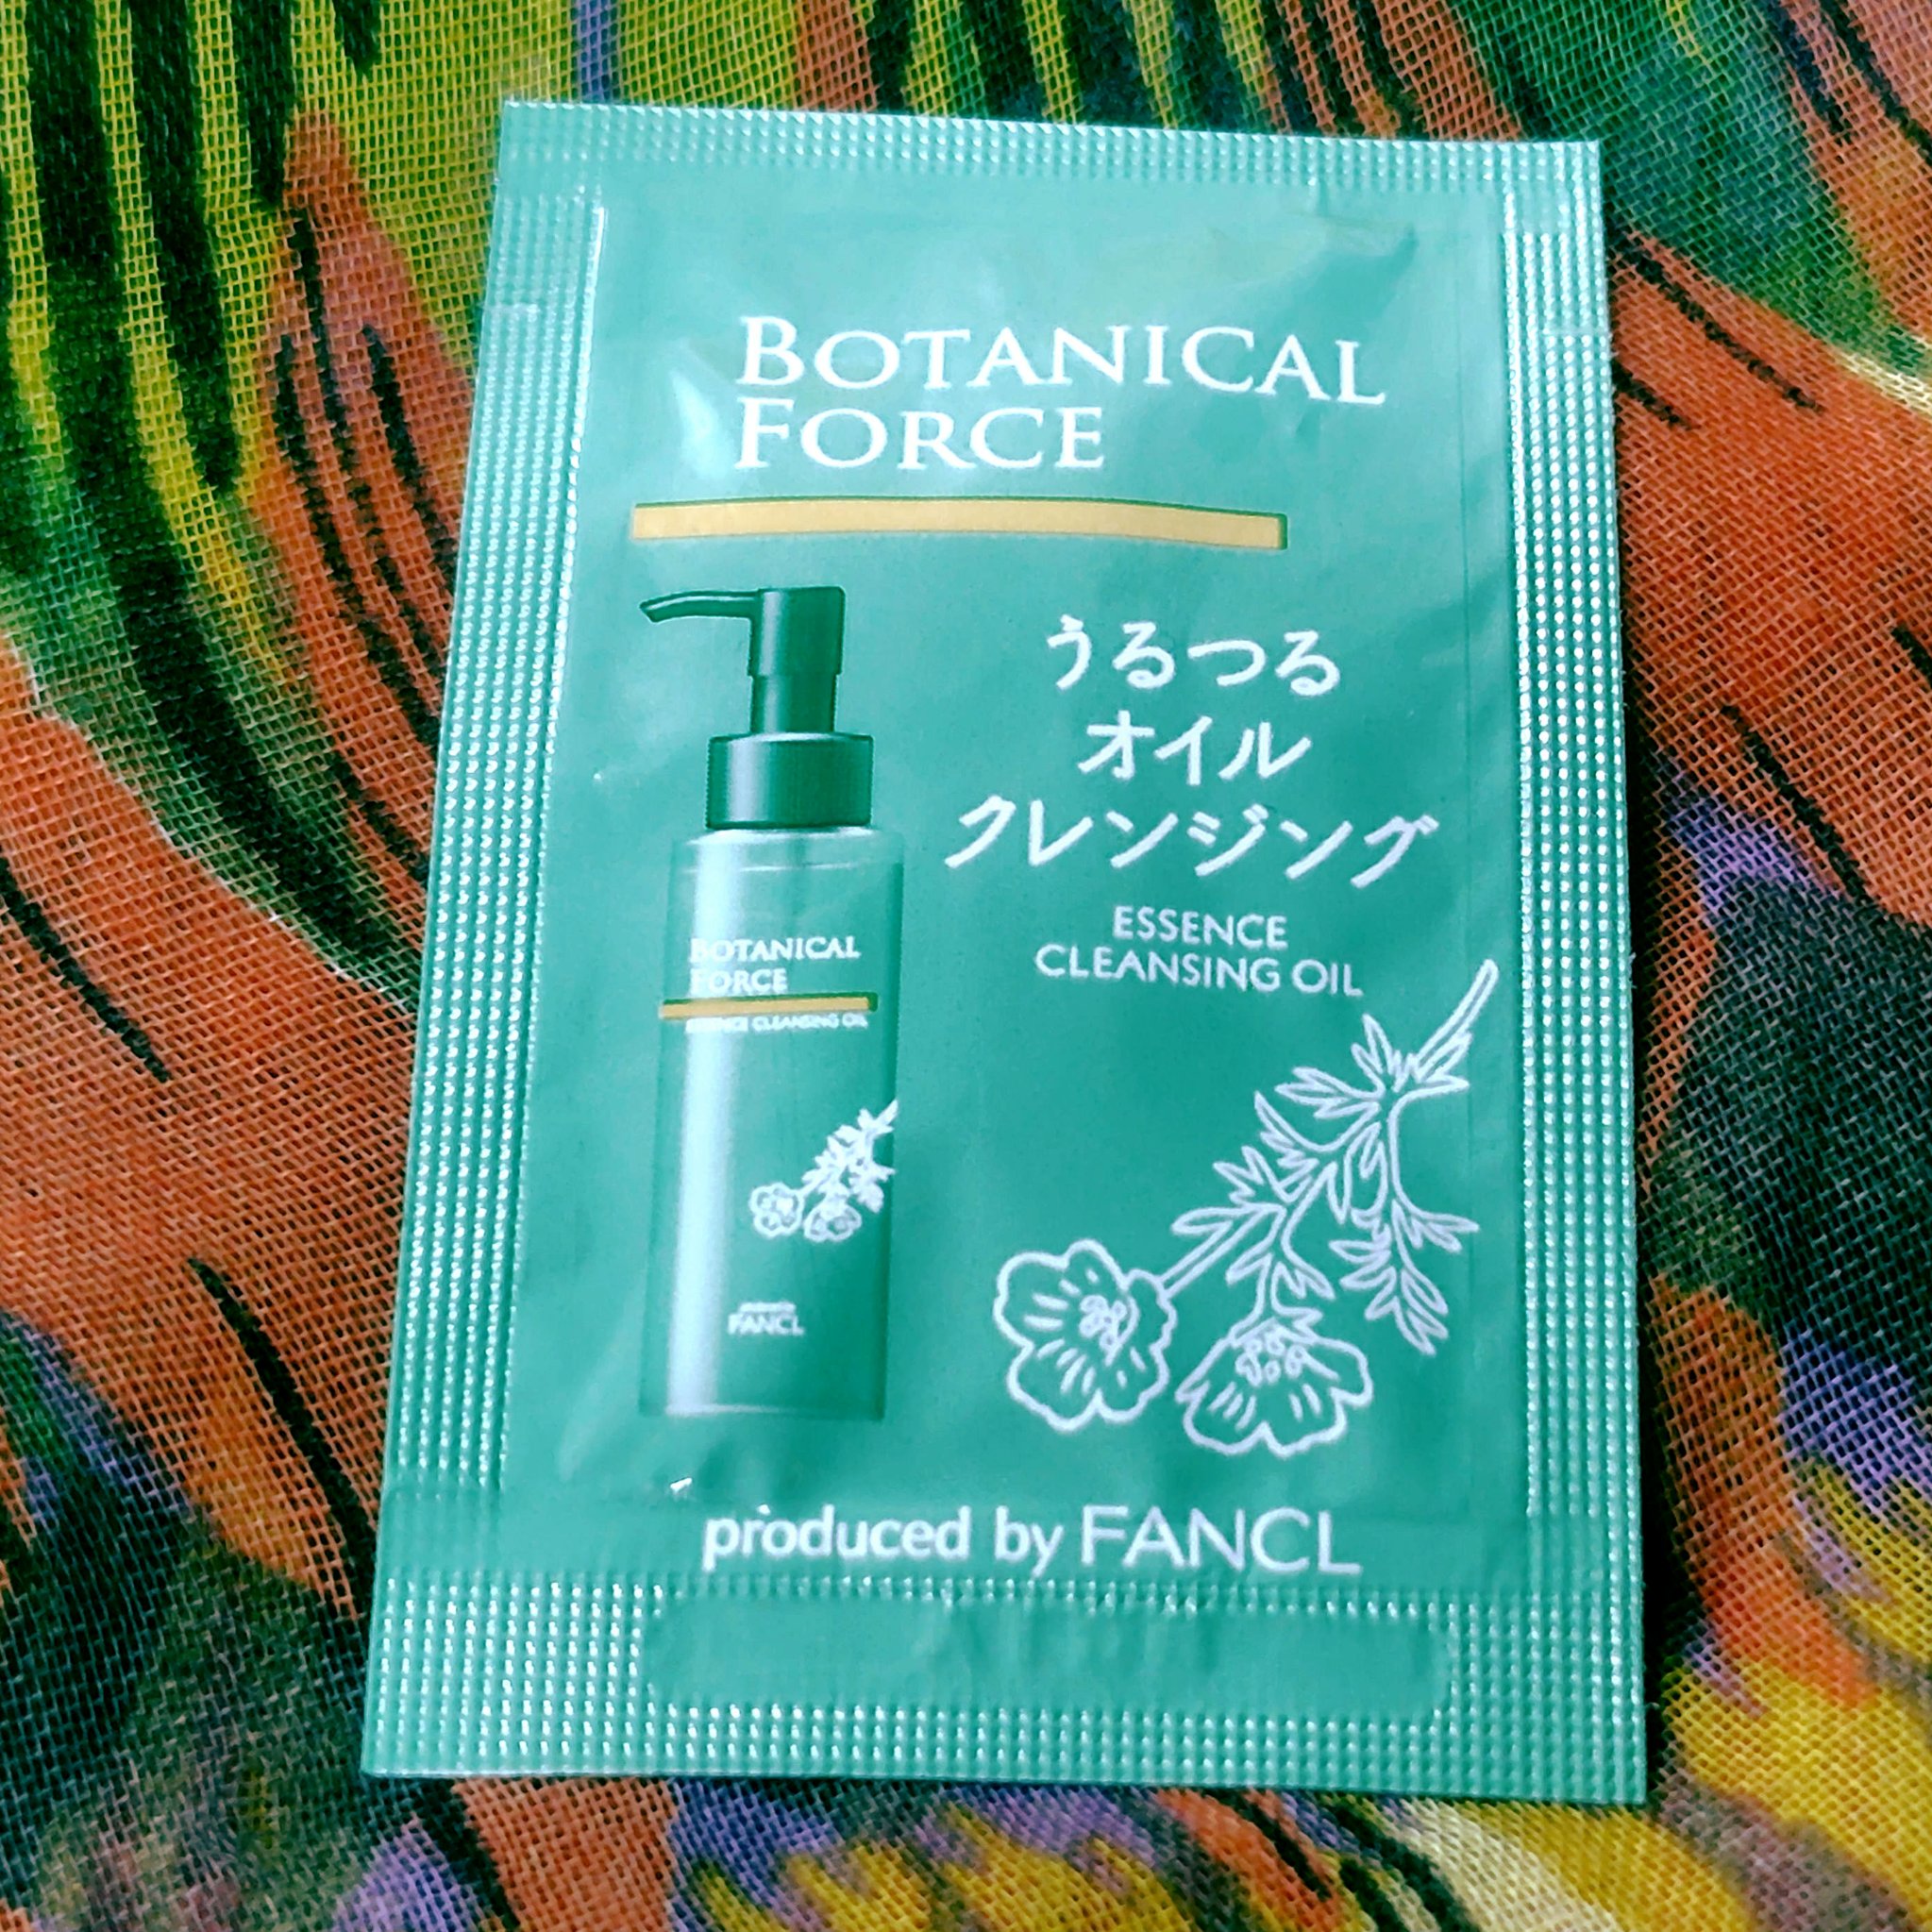 BOTANICAL
FORCE
うるつる
オイル
クレンジング
ESSENCE
CLEANSING OIL
BOTANICAL
FORCE
ESSENCE CLEANSING OIL
FANCL
produced by FANCL